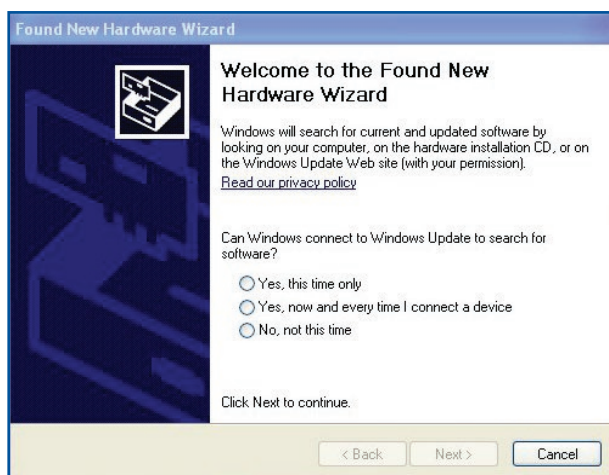 Found New Hardware Wizard
Welcome to the Found New
Hardware Wizard
Windows will search for current and updated software by
looking on your computer, on the hardware installation CD, or on
the Windows Update Web site (with your permission).
Read our privacy policy
Can Windows connect to Windows Update to search for
software?
Yes, this time only
Yes, now and every time I connect a device
No, not this time
Click Next to continue.
< Back Next > Cancel